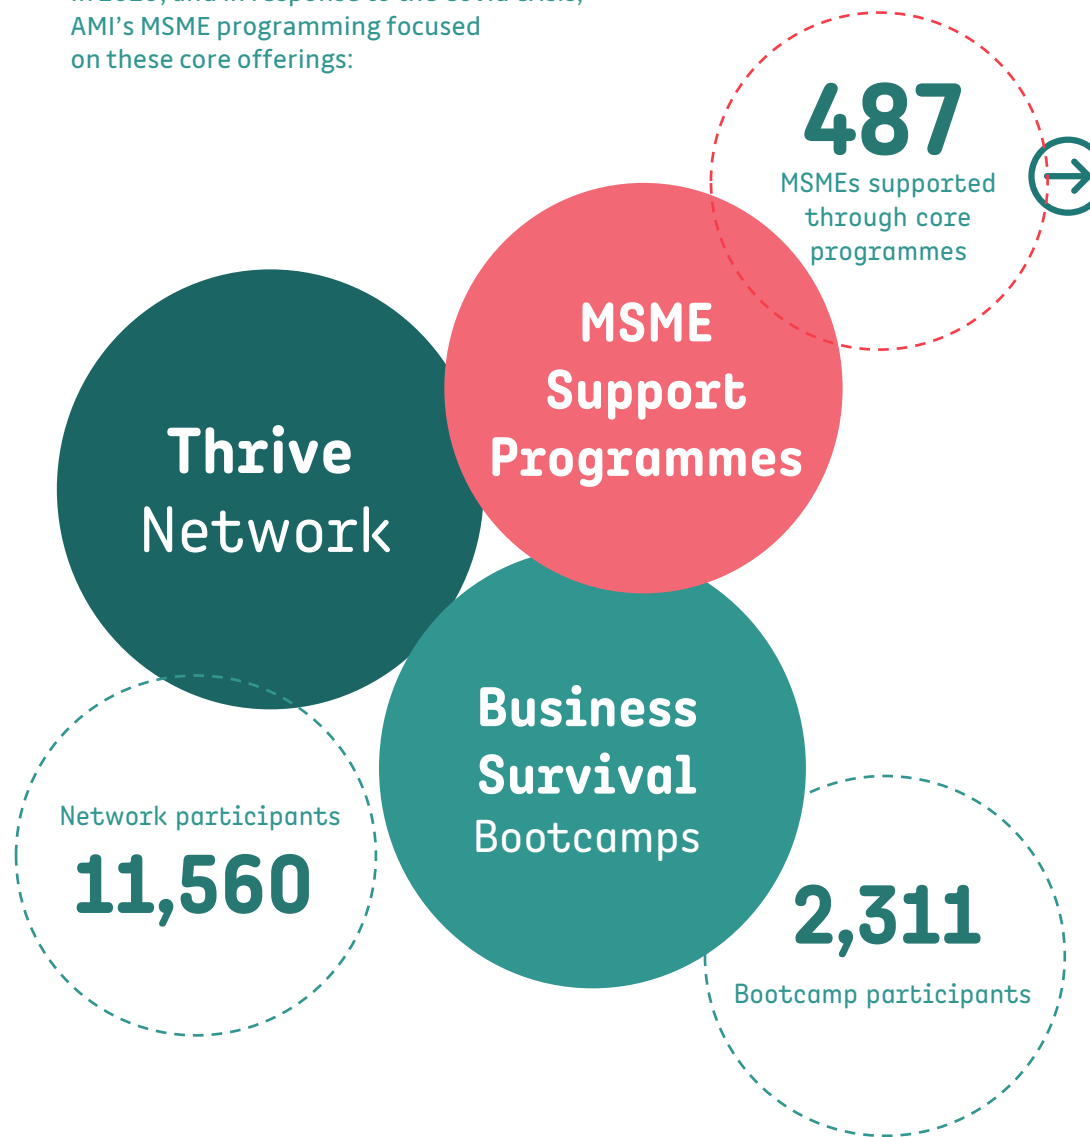 AMI's MSME programming focused
on these core offerings:
487
MSMEs supported
through core
programmes
MSME
Support
Programmes
Thrive
Network
Business
Survival
Bootcamps
Network participants
11,560
2,311
Bootcamp participants